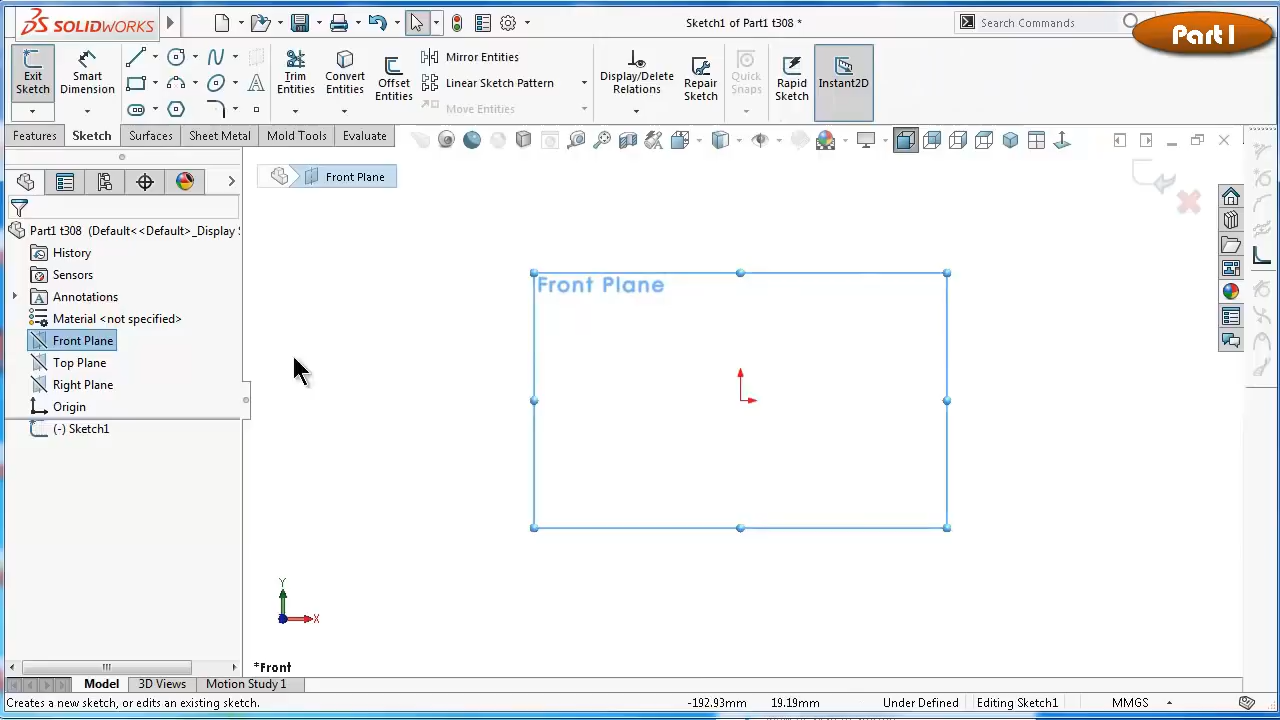 SOLIDWORKS
Sketch1 of Part1 t308 *
Search Commands
Part 1
Exit Sketch
Smart Dimension
Trim Entities
Convert Entities
Offset Entities
Mirror Entities
Linear Sketch Pattern
Move Entities
Display/Delete Relations
Repair Sketch
Quick Snaps
Rapid Sketch
Instant2D
Features
Sketch
Surfaces
Sheet Metal
Mold Tools
Evaluate
Front Plane
Part1 t308 (Default<<Default>_Display
History
Sensors
Annotations
Material <not specified>
Front Plane
Top Plane
Right Plane
Origin
(-) Sketch1
Front Plane
Y
X
*Front
Model
3D Views
Motion Study 1
Creates a new sketch, or edits an existing sketch.
-192.93mm
19.19mm
Under Defined
Editing Sketch1
MMGS